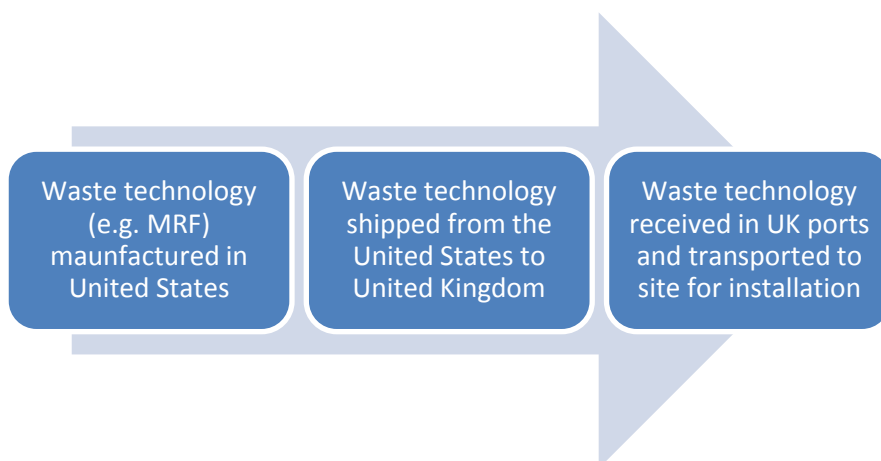 Waste technology
(e.g. MRF)
maunfactured in
United States
Waste technology
shipped from the
United States to
United Kingdom
Waste technology
received in UK ports
and transported to
site for installation